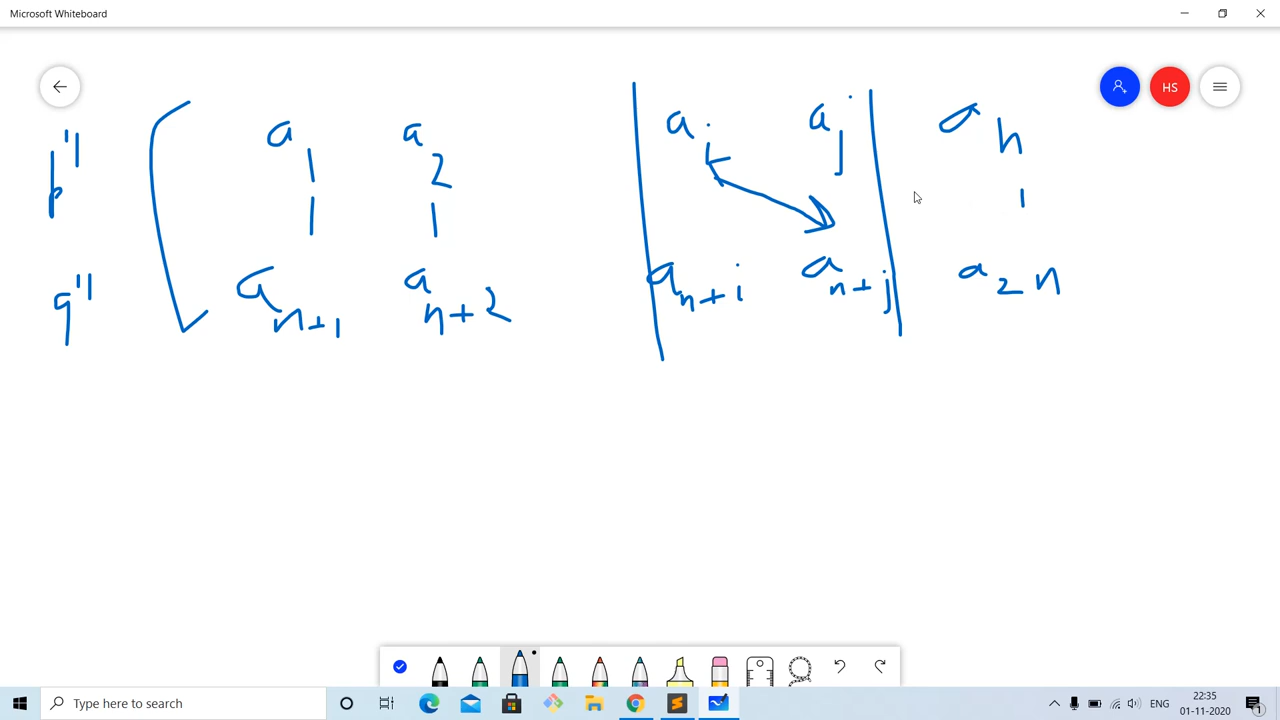 Microsoft Whiteboard
HS
p" a1 a2 ai aj an
q" an+1 an+2 an+i an+j a2n
Type here to search
ENG
22:35
01-11-2020